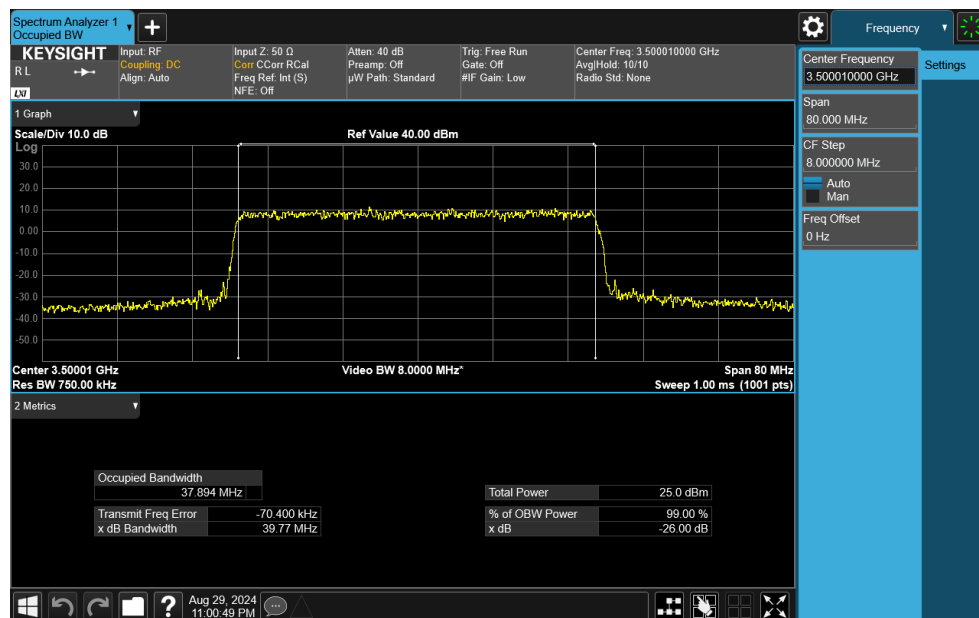 Spectrum Analyzer 1
Occupied BW
KEYSIGHT
R L
LXI
Input: RF
Coupling: DC
Align: Auto
Input Z: 50 Ω
Corr CCorr RCal
Freq Ref: Int (S)
NFE: Off
Atten: 40 dB
Preamp: Off
µW Path: Standard
Trig: Free Run
Gate: Off
#IF Gain: Low
Center Freq: 3.500010000 GHz
Avg|Hold: 10/10
Radio Std: None
1 Graph
Scale/Div 10.0 dB
Ref Value 40.00 dBm
Log
30.0
20.0
10.0
0.00
-10.0
-20.0
-30.0
-40.0
-50.0
Center 3.50001 GHz
Video BW 8.0000 MHz*
Span 80 MHz
Res BW 750.00 kHz
Sweep 1.00 ms (1001 pts)
2 Metrics
Occupied Bandwidth
37.894 MHz
Transmit Freq Error -70.400 kHz
x dB Bandwidth 39.77 MHz
Total Power 25.0 dBm
% of OBW Power 99.00 %
x dB -26.00 dB
Aug 29, 2024
11:00:49 PM
Frequency
Settings
Center Frequency
3.500010000 GHz
Span
80.000 MHz
CF Step
8.000000 MHz
Auto
Man
Freq Offset
0 Hz